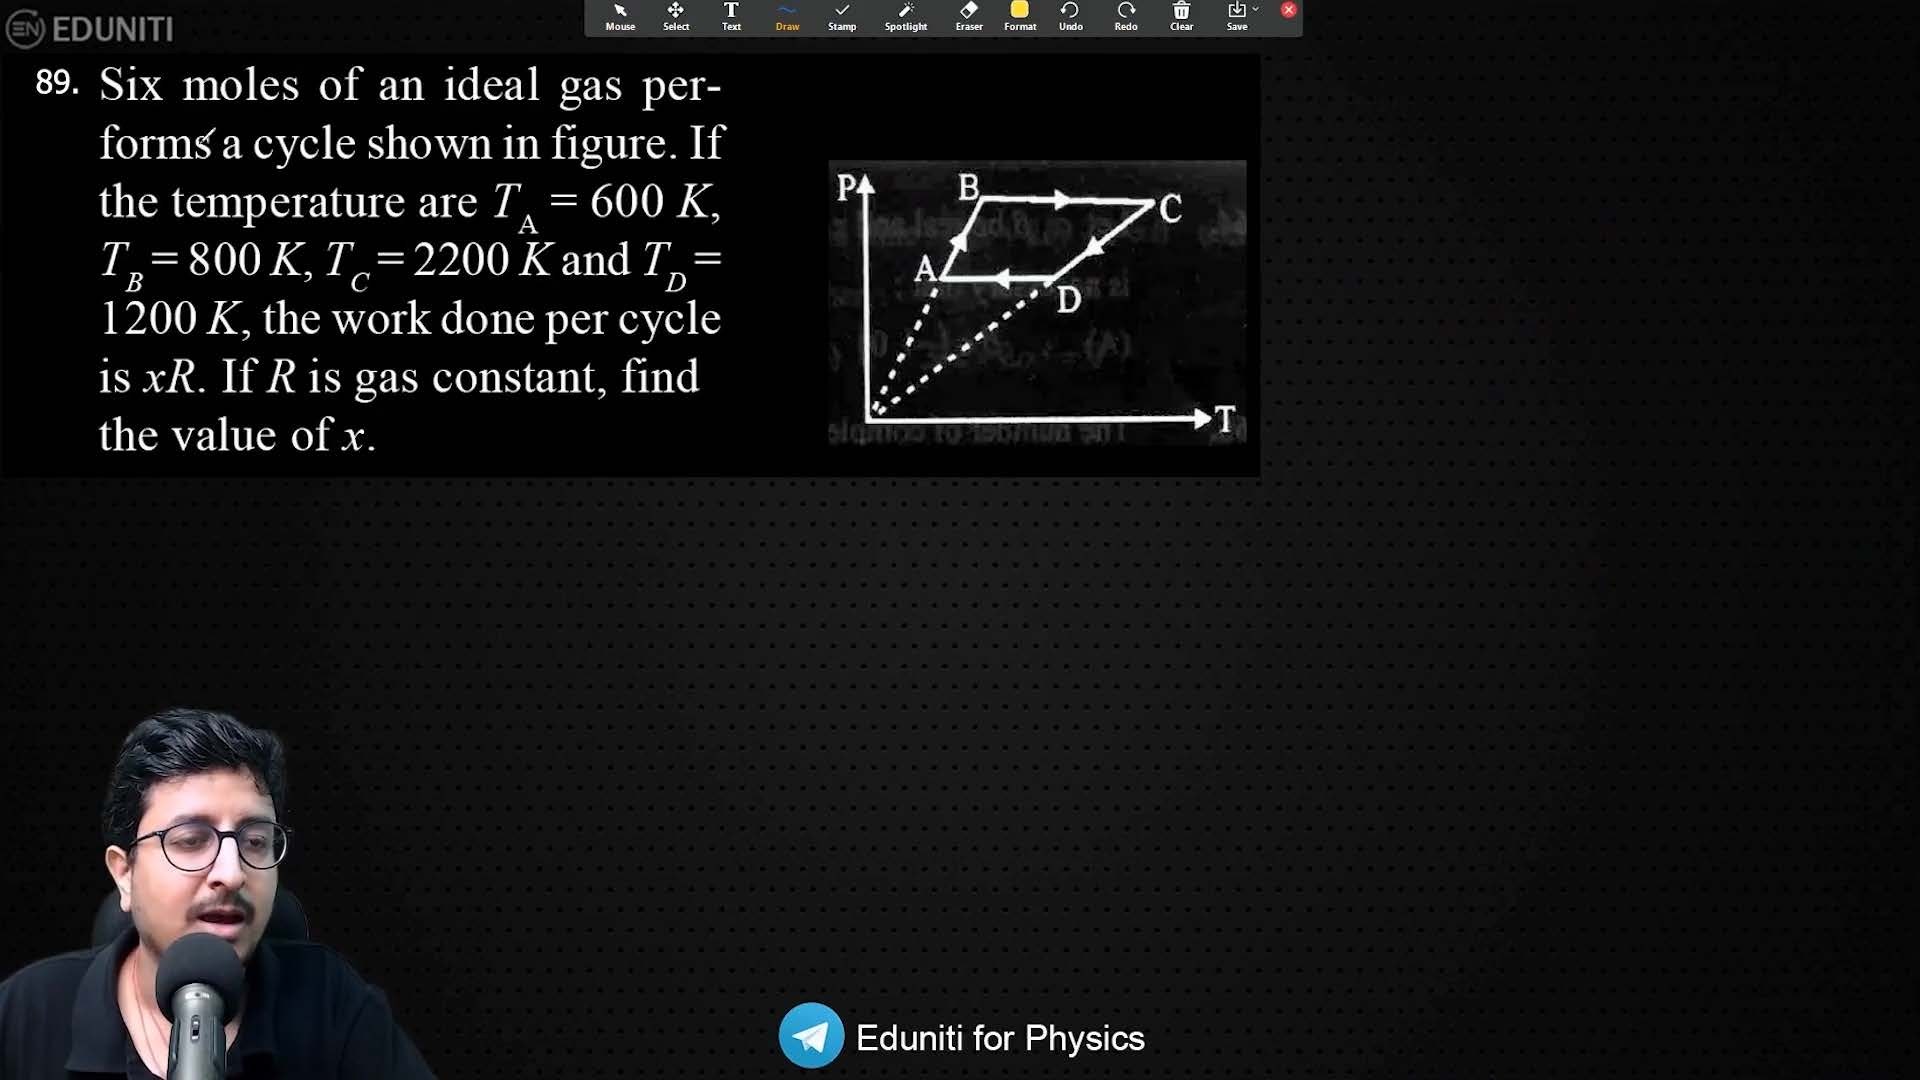 EN EDUNITI
Mouse Select Text Draw Stamp Spotlight Eraser Format Undo Redo Clear Save
89. Six moles of an ideal gas per-
forms a cycle shown in figure. If
the temperature are T_A = 600 K,
T_B = 800 K, T_C = 2200 K and T_D =
1200 K, the work done per cycle
is xR. If R is gas constant, find
the value of x.
P
B
C
A
D
T
Eduniti for Physics